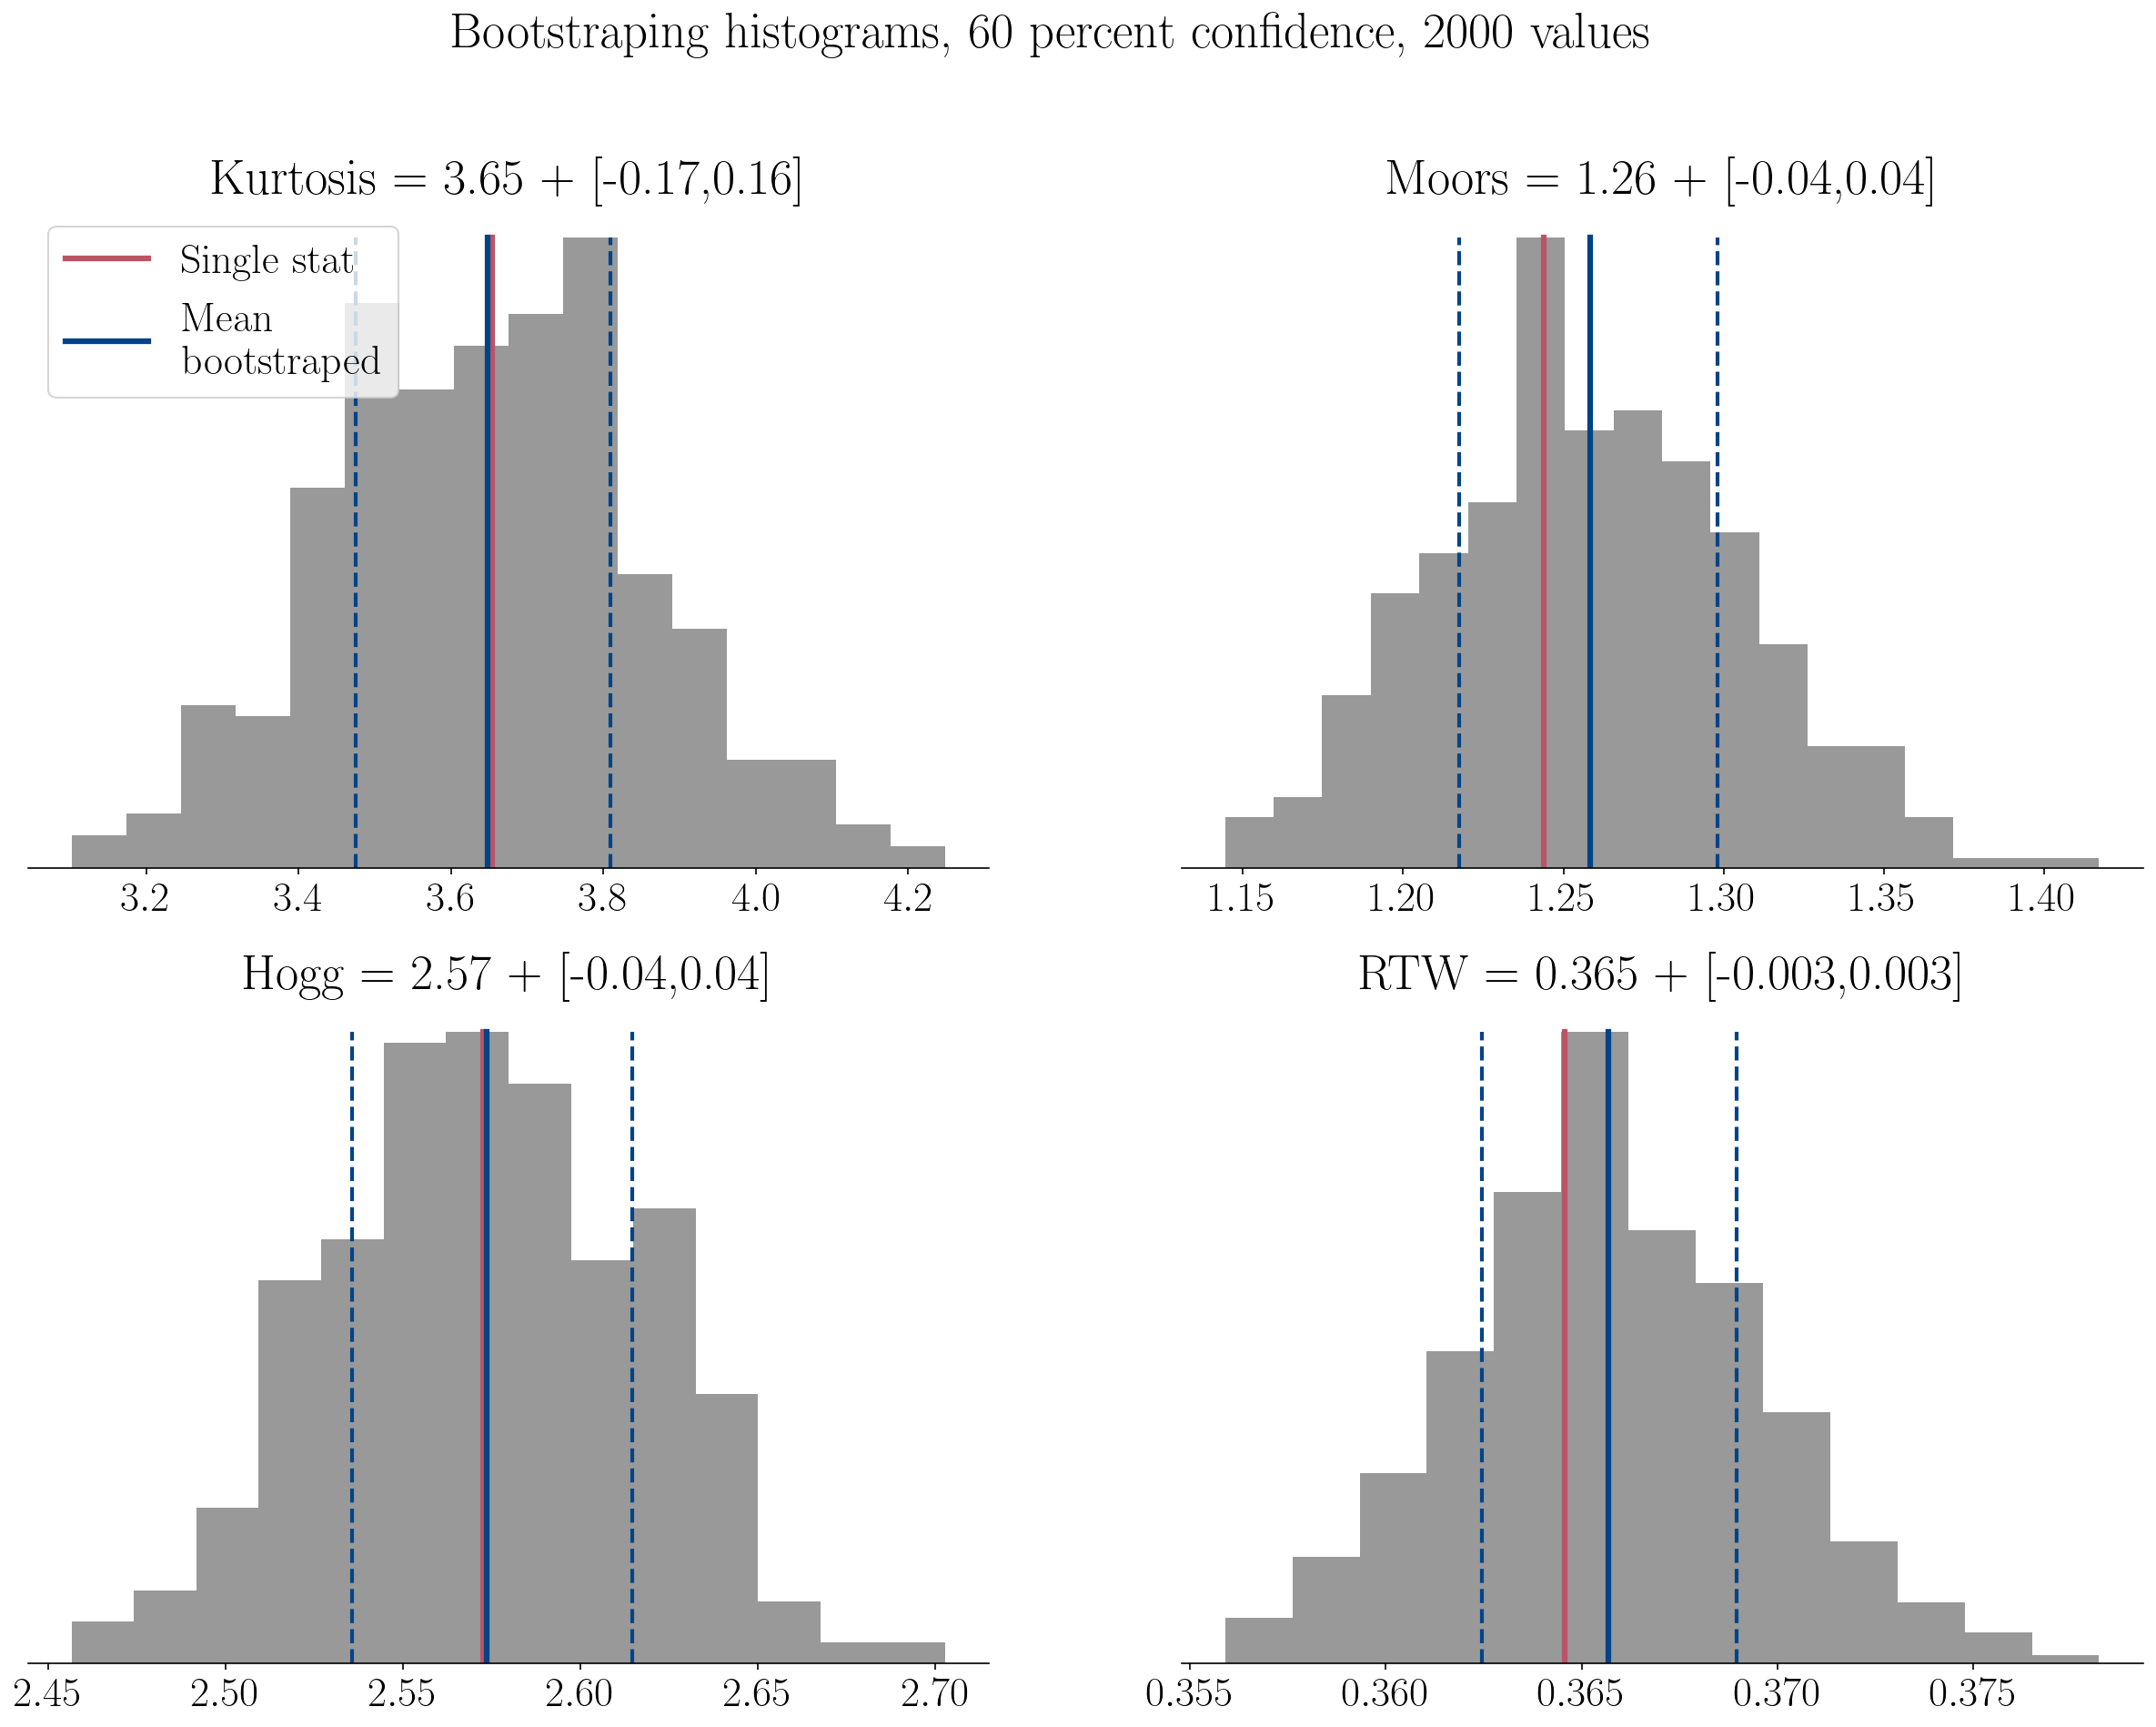 Bootstraping histograms, 60 percent confidence, 2000 values
Kurtosis = 3.65 + [-0.17,0.16]
Single stat
Mean
bootstraped
3.2 3.4 3.6 3.8 4.0 4.2
Moors = 1.26 + [-0.04,0.04]
1.15 1.20 1.25 1.30 1.35 1.40
Hogg = 2.57 + [-0.04,0.04]
2.45 2.50 2.55 2.60 2.65 2.70
RTW = 0.365 + [-0.003,0.003]
0.355 0.360 0.365 0.370 0.375